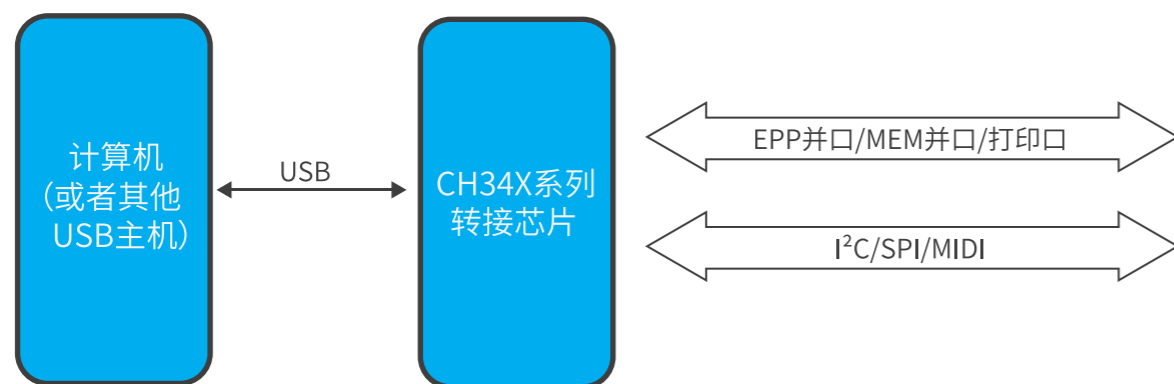 计算机
（或者其他
USB主机）
USB
CH34X系列
转接芯片
EPP并口/MEM并口/打印口
I²C/SPI/MIDI